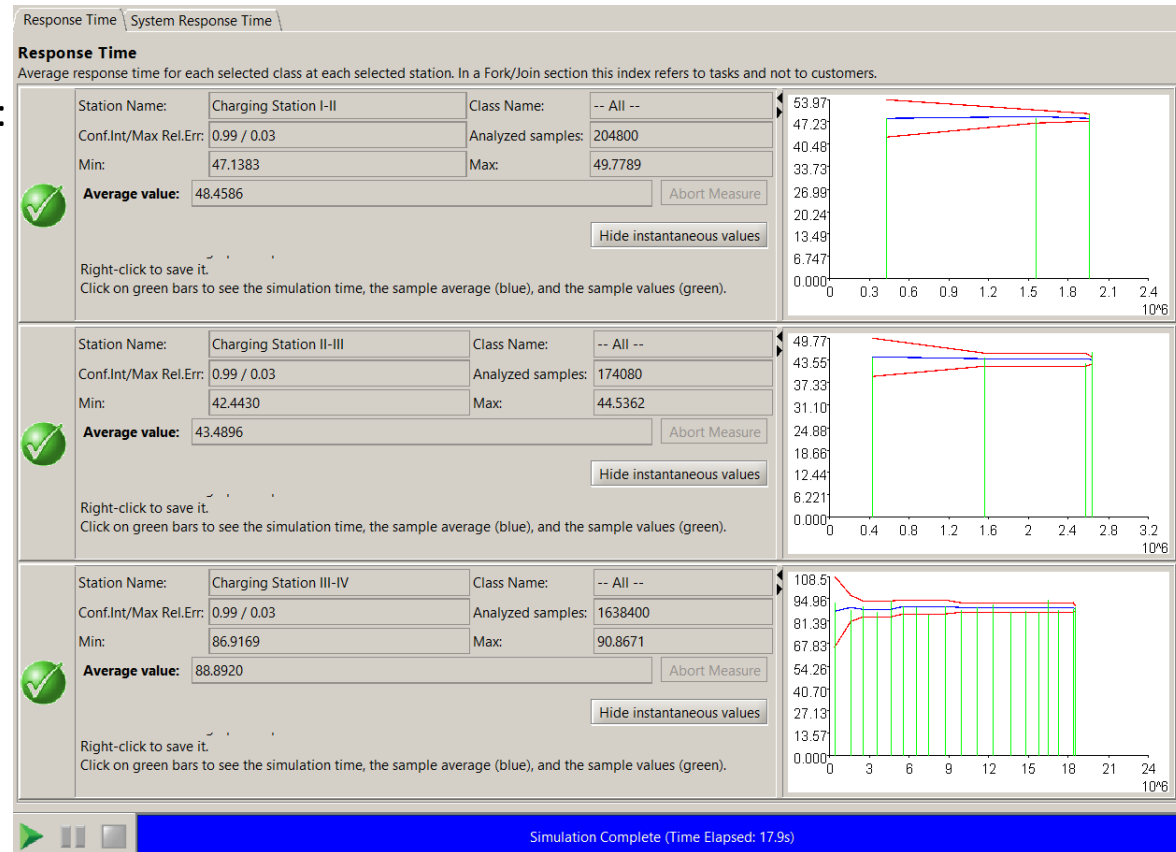 Response Time System Response Time
Response Time
Average response time for each selected class at each selected station. In a Fork/Join section this index refers to tasks and not to customers.
:
Station Name: Charging Station I-II Class Name: -- All --
Conf.Int/Max Rel.Err: 0.99 / 0.03 Analyzed samples: 204800
Min: 47.1383 Max: 49.7789
Average value: 48.4586 Abort Measure
Hide instantaneous values
Right-click to save it.
Click on green bars to see the simulation time, the sample average (blue), and the sample values (green).
53.97
47.23
40.48
33.73
26.99
20.24
13.49
6.747
0.000
0 0.3 0.6 0.9 1.2 1.5 1.8 2.1 2.4
10^6
Station Name: Charging Station II-III Class Name: -- All --
Conf.Int/Max Rel.Err: 0.99 / 0.03 Analyzed samples: 174080
Min: 42.4430 Max: 44.5362
Average value: 43.4896 Abort Measure
Hide instantaneous values
Right-click to save it.
Click on green bars to see the simulation time, the sample average (blue), and the sample values (green).
49.77
43.55
37.33
31.10
24.88
18.66
12.44
6.221
0.000
0 0.4 0.8 1.2 1.6 2 2.4 2.8 3.2
10^6
Station Name: Charging Station III-IV Class Name: -- All --
Conf.Int/Max Rel.Err: 0.99 / 0.03 Analyzed samples: 1638400
Min: 86.9169 Max: 90.8671
Average value: 88.8920 Abort Measure
Hide instantaneous values
Right-click to save it.
Click on green bars to see the simulation time, the sample average (blue), and the sample values (green).
108.5
94.96
81.39
67.83
54.26
40.70
27.13
13.57
0.000
0 3 6 9 12 15 18 21 24
10^6
Simulation Complete (Time Elapsed: 17.9s)